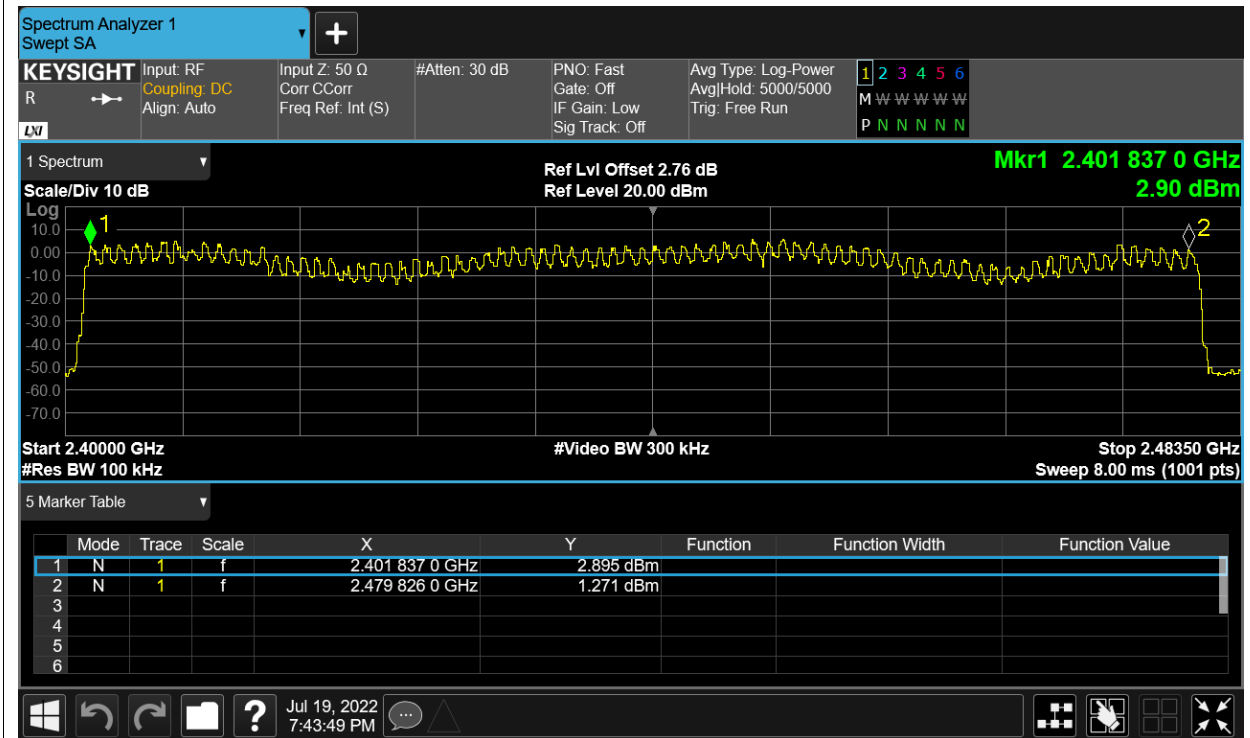 Spectrum Analyzer 1
Swept SA
+
KEYSIGHT Input: RF Input Z: 50 Ω #Atten: 30 dB PNO: Fast Avg Type: Log-Power 1 2 3 4 5 6
R Coupling: DC Corr CCorr Gate: Off Avg|Hold: 5000/5000 M W W W W W
Align: Auto Freq Ref: Int (S) IF Gain: Low Trig: Free Run
LXI Sig Track: Off P N N N N N
1 Spectrum Ref Lvl Offset 2.76 dB Mkr1 2.401 837 0 GHz
Scale/Div 10 dB Ref Level 20.00 dBm 2.90 dBm
Log
1 2
10.0
0.00
-10.0
-20.0
-30.0
-40.0
-50.0
-60.0
-70.0
Start 2.40000 GHz #Video BW 300 kHz Stop 2.48350 GHz
#Res BW 100 kHz Sweep 8.00 ms (1001 pts)
5 Marker Table
Mode Trace Scale X Y Function Function Width Function Value
1 N 1 f 2.401 837 0 GHz 2.895 dBm
2 N 1 f 2.479 826 0 GHz 1.271 dBm
3
4
5
6
? Jul 19, 2022
7:43:49 PM